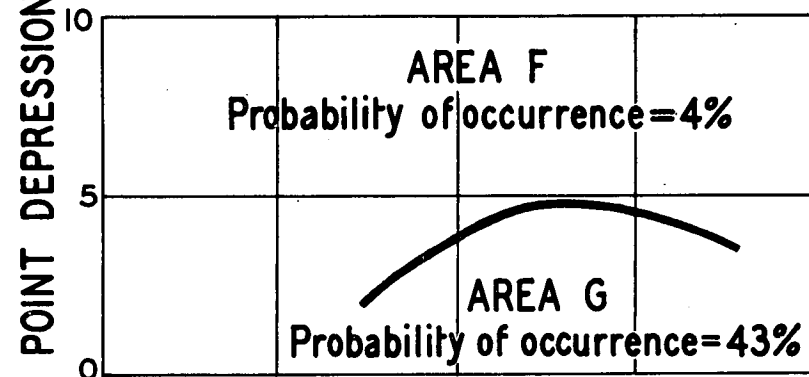 POINT DEPRESSION
10
AREA F
Probability of occurrence=4%
5
AREA G
Probability of occurrence=43%
0